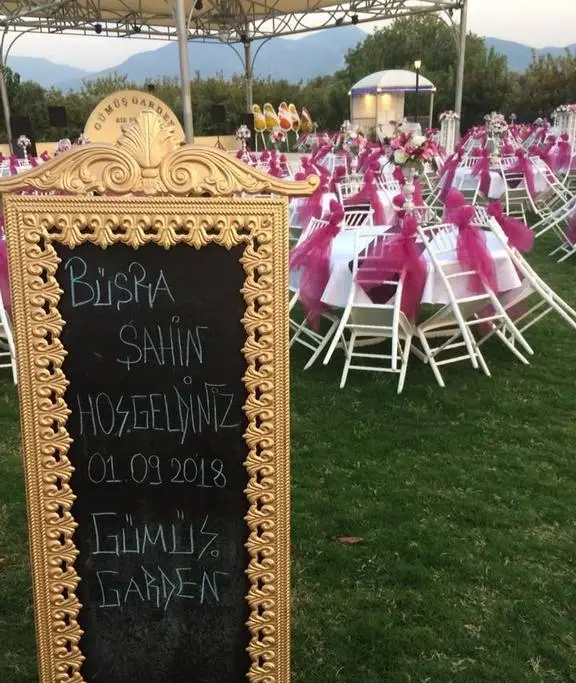 GÜMÜŞ GARDEN
BÜŞRA
ŞAHİN
HOŞGELDİNİZ
01.09.2018
GÜMÜŞ
GARDEN